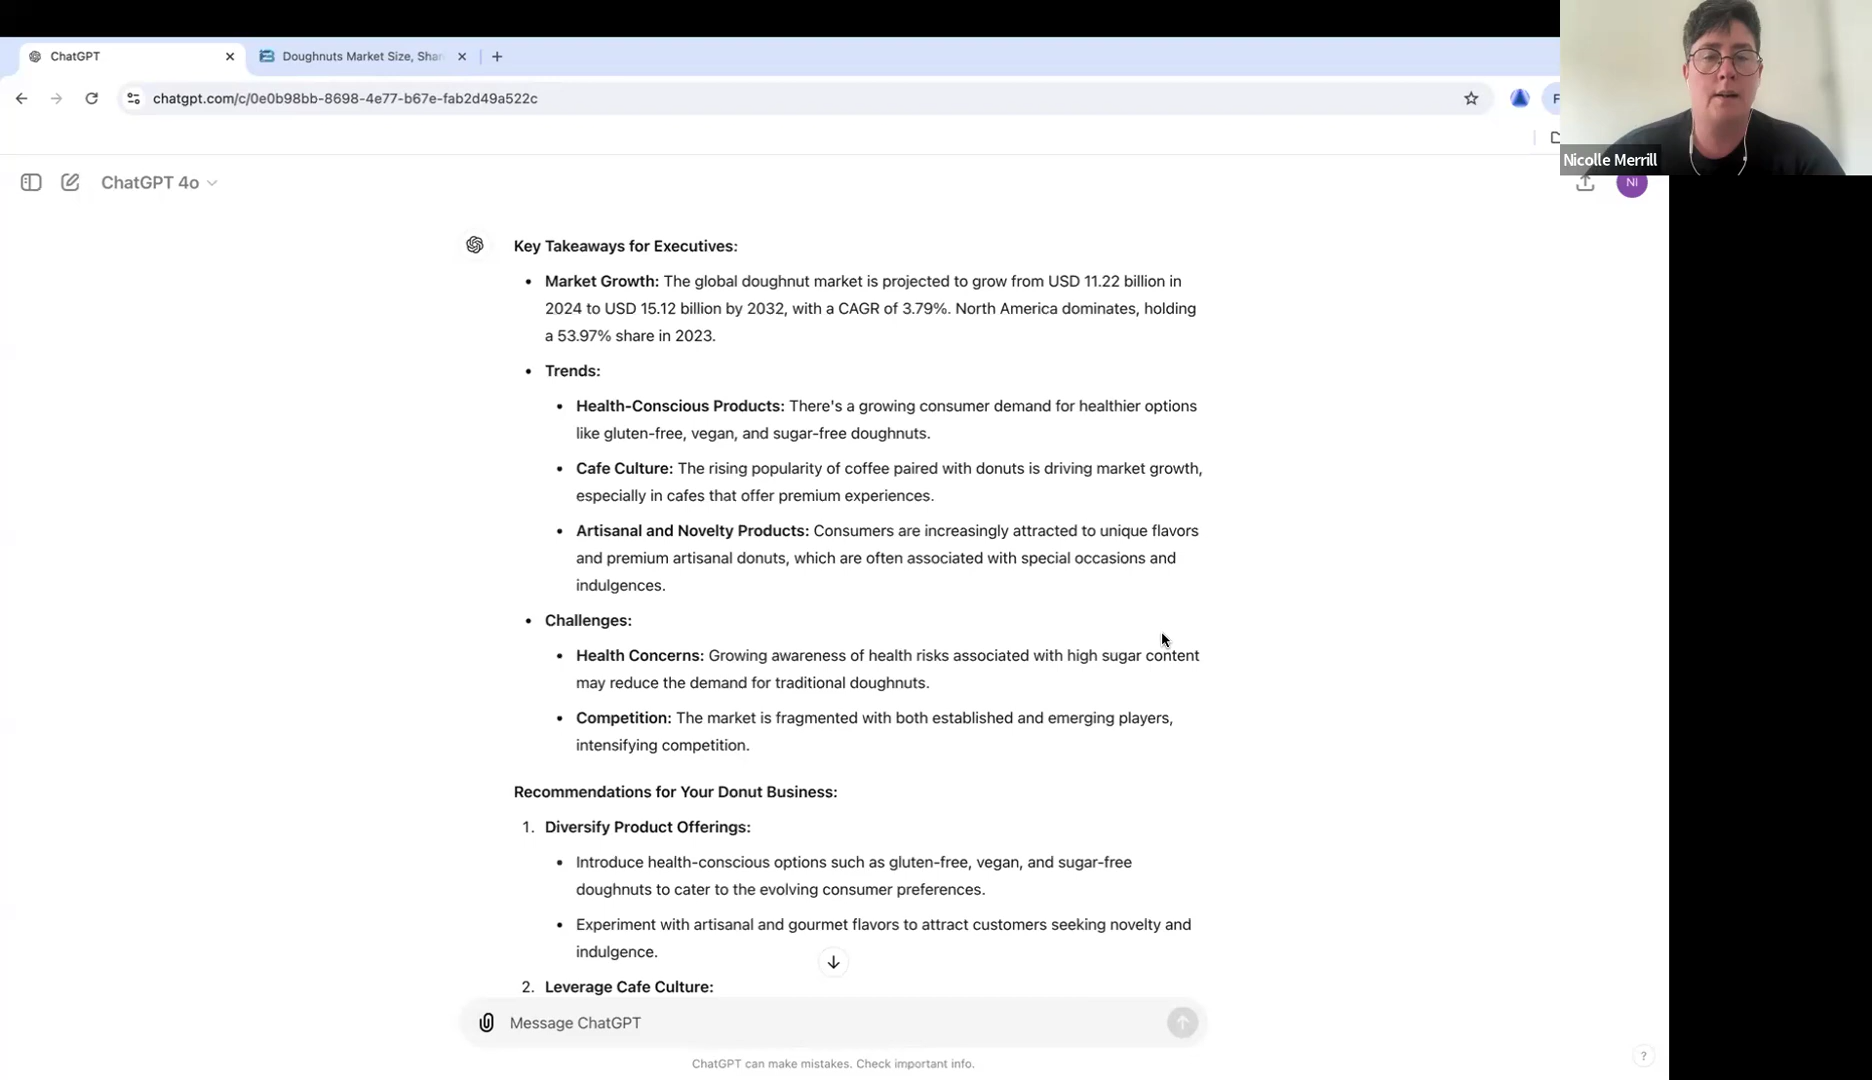 ChatGPT
Doughnuts Market Size, Shar
chatgpt.com/c/0e0b98bb-8698-4e77-b67e-fab2d49a522c
F
Nicolle Merrill
ChatGPT 4o
NI
Key Takeaways for Executives:
• Market Growth: The global doughnut market is projected to grow from USD 11.22 billion in
2024 to USD 15.12 billion by 2032, with a CAGR of 3.79%. North America dominates, holding
a 53.97% share in 2023.
• Trends:
• Health-Conscious Products: There's a growing consumer demand for healthier options
like gluten-free, vegan, and sugar-free doughnuts.
• Cafe Culture: The rising popularity of coffee paired with donuts is driving market growth,
especially in cafes that offer premium experiences.
• Artisanal and Novelty Products: Consumers are increasingly attracted to unique flavors
and premium artisanal donuts, which are often associated with special occasions and
indulgences.
• Challenges:
• Health Concerns: Growing awareness of health risks associated with high sugar content
may reduce the demand for traditional doughnuts.
• Competition: The market is fragmented with both established and emerging players,
intensifying competition.
Recommendations for Your Donut Business:
1. Diversify Product Offerings:
• Introduce health-conscious options such as gluten-free, vegan, and sugar-free
doughnuts to cater to the evolving consumer preferences.
• Experiment with artisanal and gourmet flavors to attract customers seeking novelty and
indulgence.
2. Leverage Cafe Culture:
Message ChatGPT
ChatGPT can make mistakes. Check important info.
?